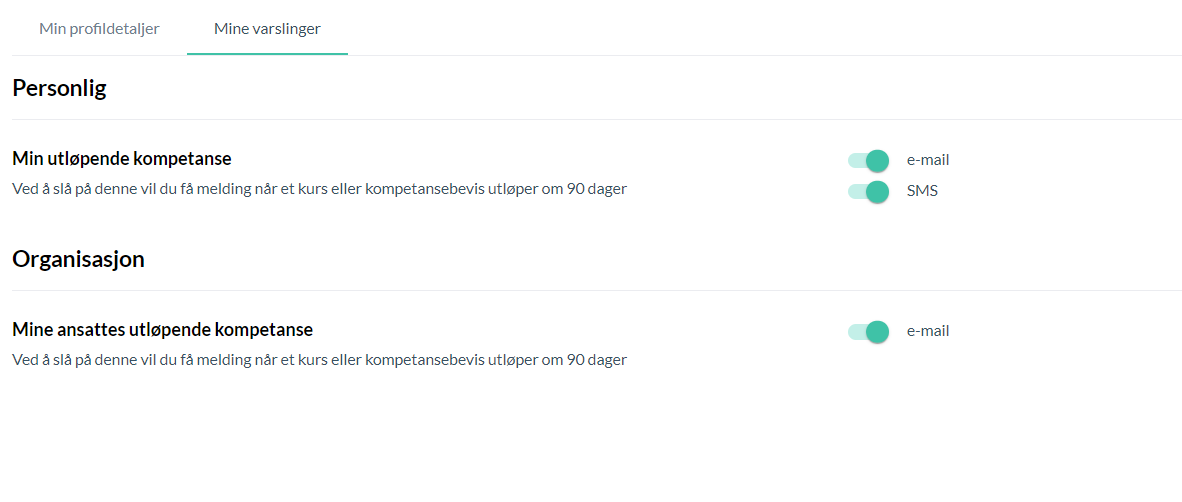 Min profildetaljer
Mine varslinger
Personlig
Min utløpende kompetanse
e-mail
Ved å slå på denne vil du få melding når et kurs eller kompetansebevis utløper om 90 dager
SMS
Organisasjon
Mine ansattes utløpende kompetanse
e-mail
Ved å slå på denne vil du få melding når et kurs eller kompetansebevis utløper om 90 dager